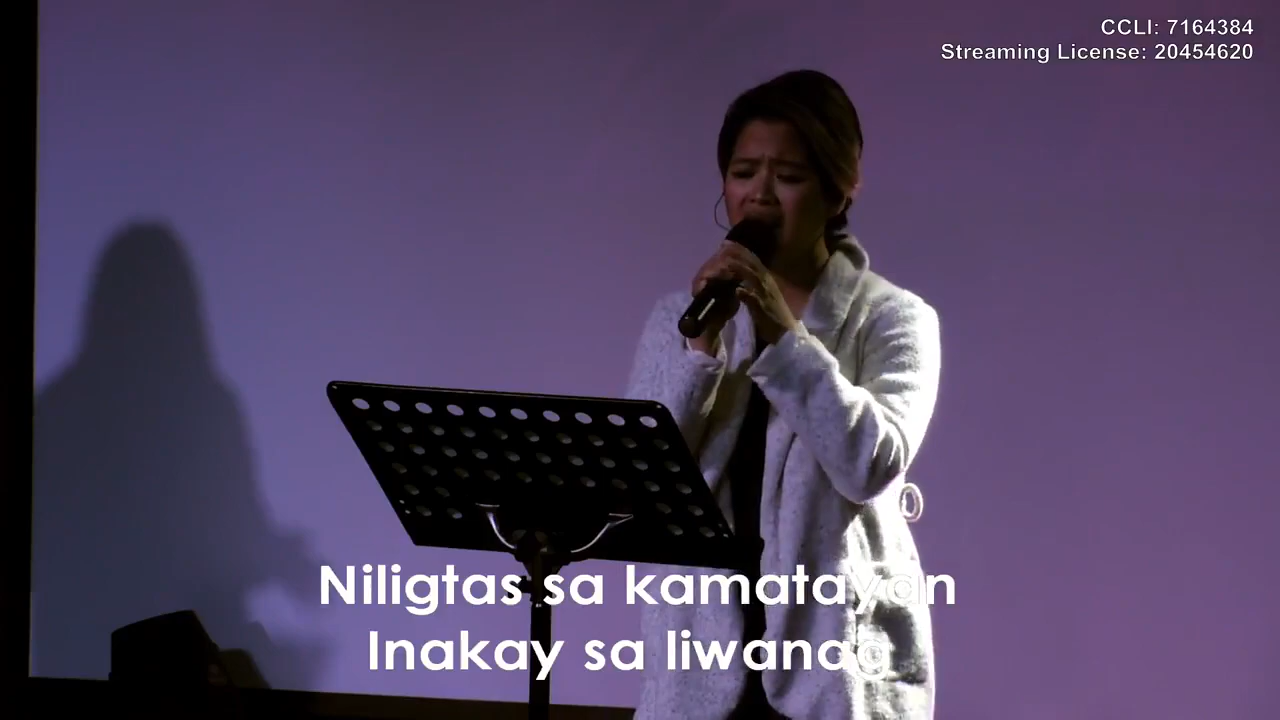 CCLI: 7164384
Streaming License: 20454620
Niligtas sa kamatayan
Inakay sa liwanag